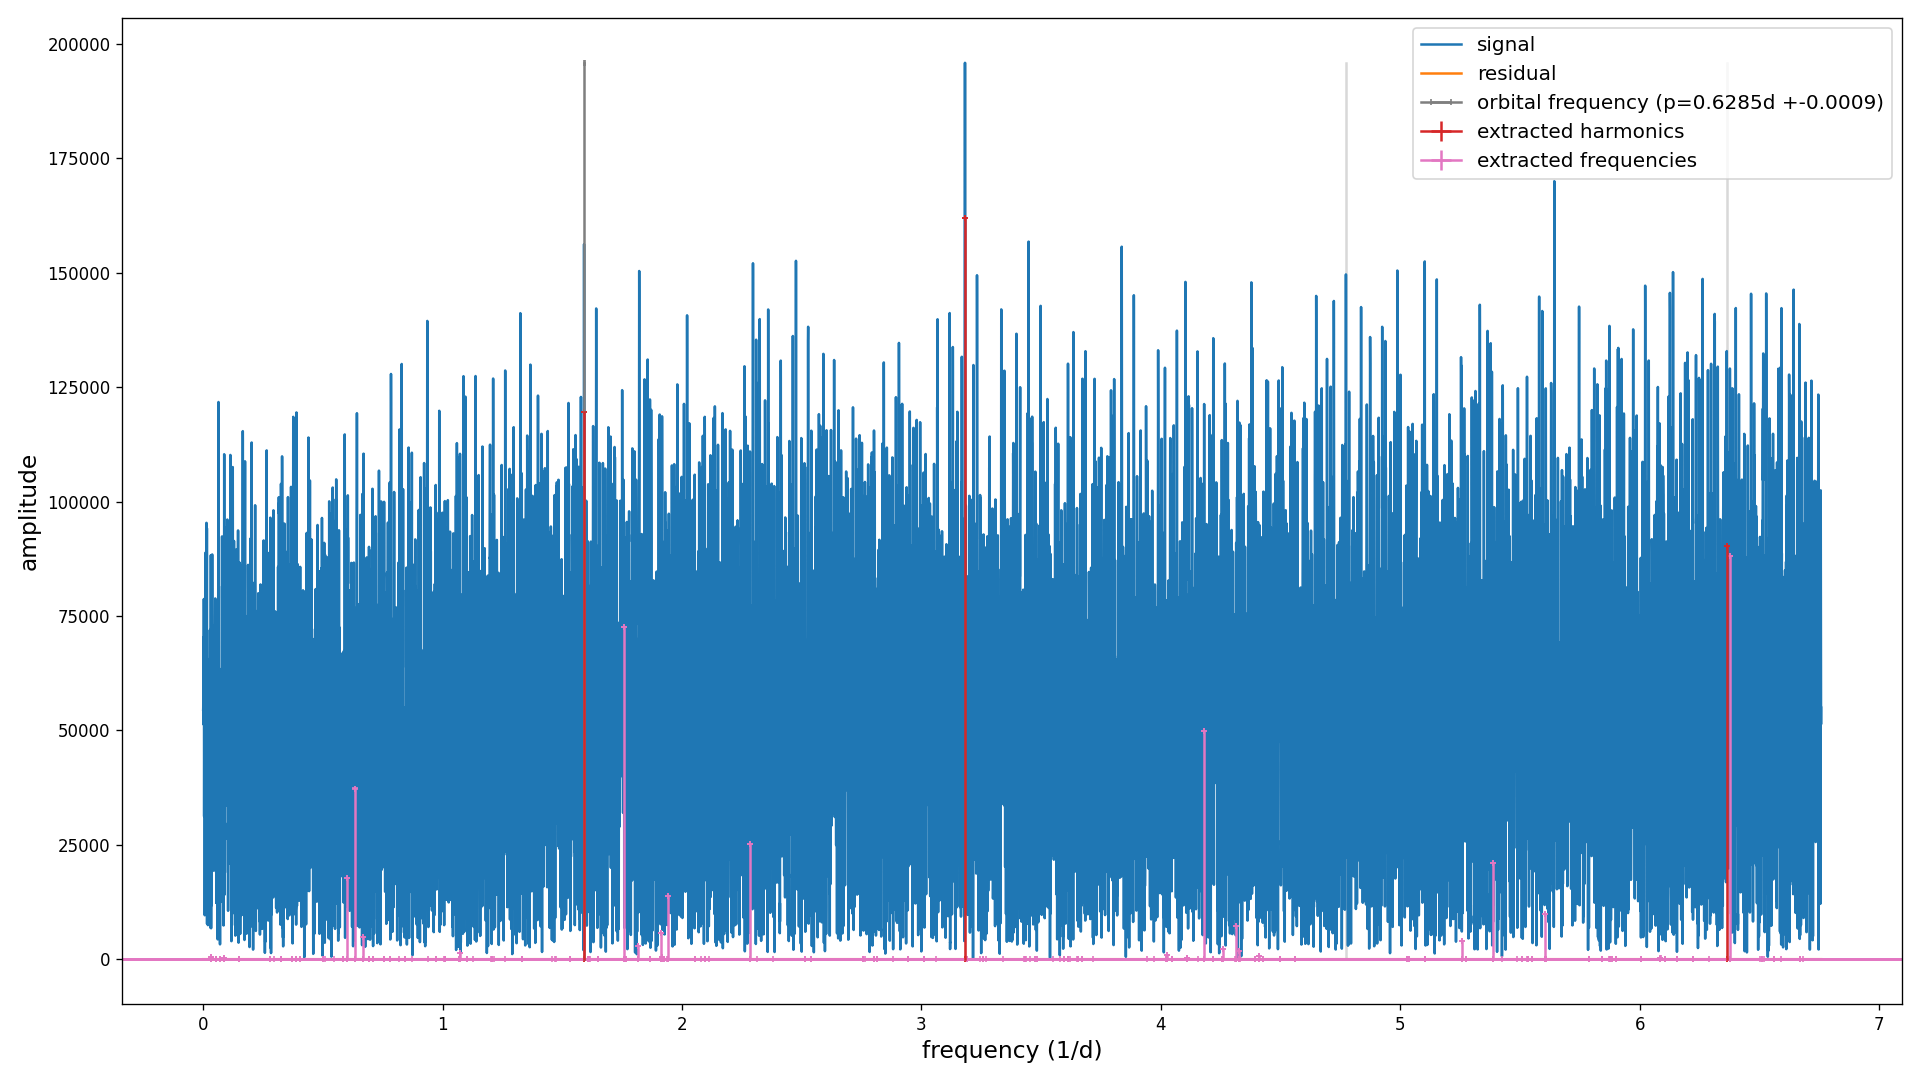 200000
175000
150000
125000
100000
75000
50000
25000
0
amplitude
signal
residual
orbital frequency (p=0.6285d +-0.0009)
extracted harmonics
extracted frequencies
0 1 2 3 4 5 6 7
frequency (1/d)